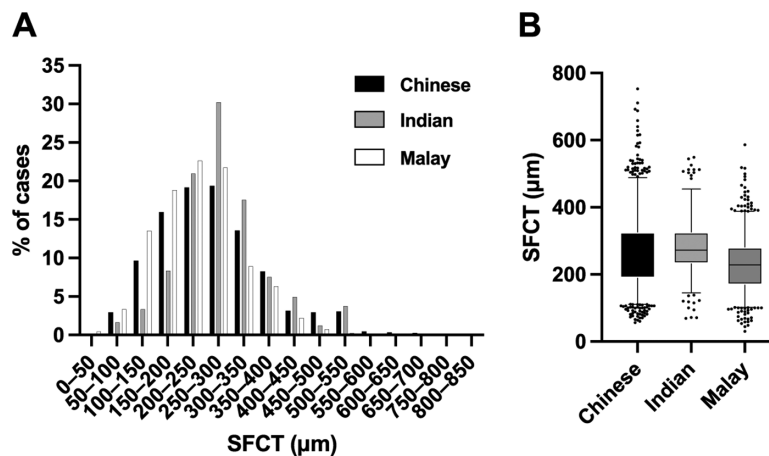 A
35
30
25
20
15
10
5
0
% of cases
Chinese
Indian
Malay
0–50
50–100
100–150
150–200
200–250
250–300
300–350
350–400
400–450
450–500
500–550
550–600
600–650
650–700
750–800
800–850
SFCT (µm)
B
800
600
400
200
0
SFCT (µm)
Chinese
Indian
Malay